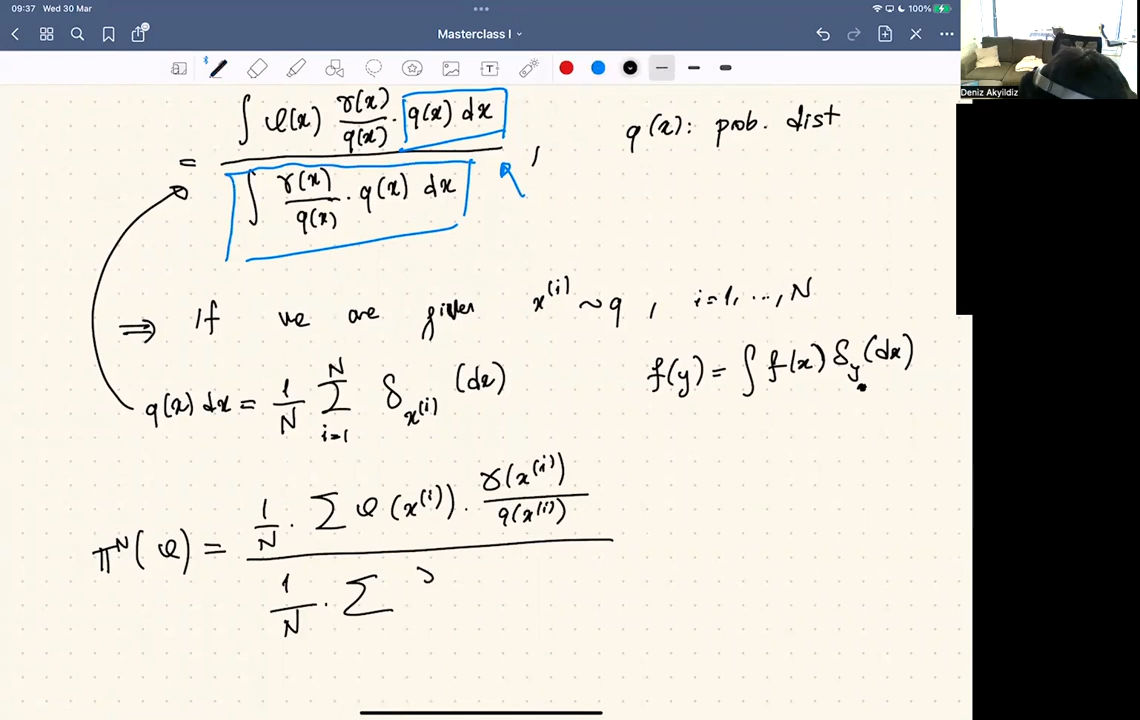 09:37 Wed 30 Mar
100%
Masterclass I
Deniz Akyildiz
= ∫ φ(x) γ(x)/q(x) · q(x) dx / ∫ γ(x)/q(x) · q(x) dx ,
q(x): prob. dist
⇒ If we are given x^(i) ~ q , i=1, ..., N
f(y) = ∫ f(x) δ_y(dx)
q(x) dx = 1/N ∑_{i=1}^{N} δ_{x^(i)} (dx)
π^N(φ) = 1/N · ∑ φ(x^(i)) · γ(x^(i))/q(x^(i)) / 1/N · ∑